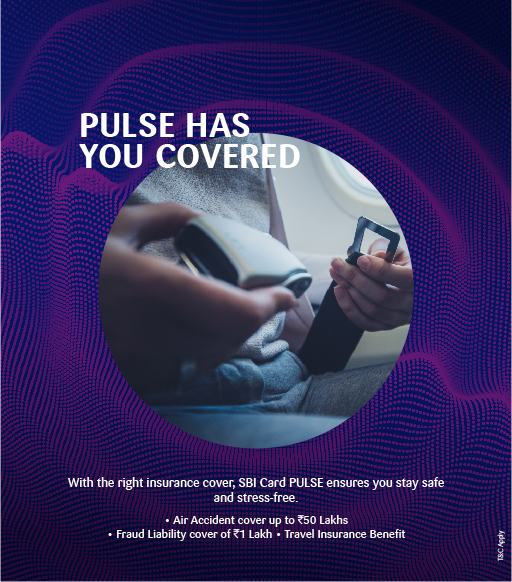 PULSE HAS
YOU COVERED
With the right insurance cover, SBI Card PULSE ensures you stay safe
and stress-free.
• Air Accident cover up to ₹50 Lakhs
• Fraud Liability cover of ₹1 Lakh • Travel Insurance Benefit
T&C Apply